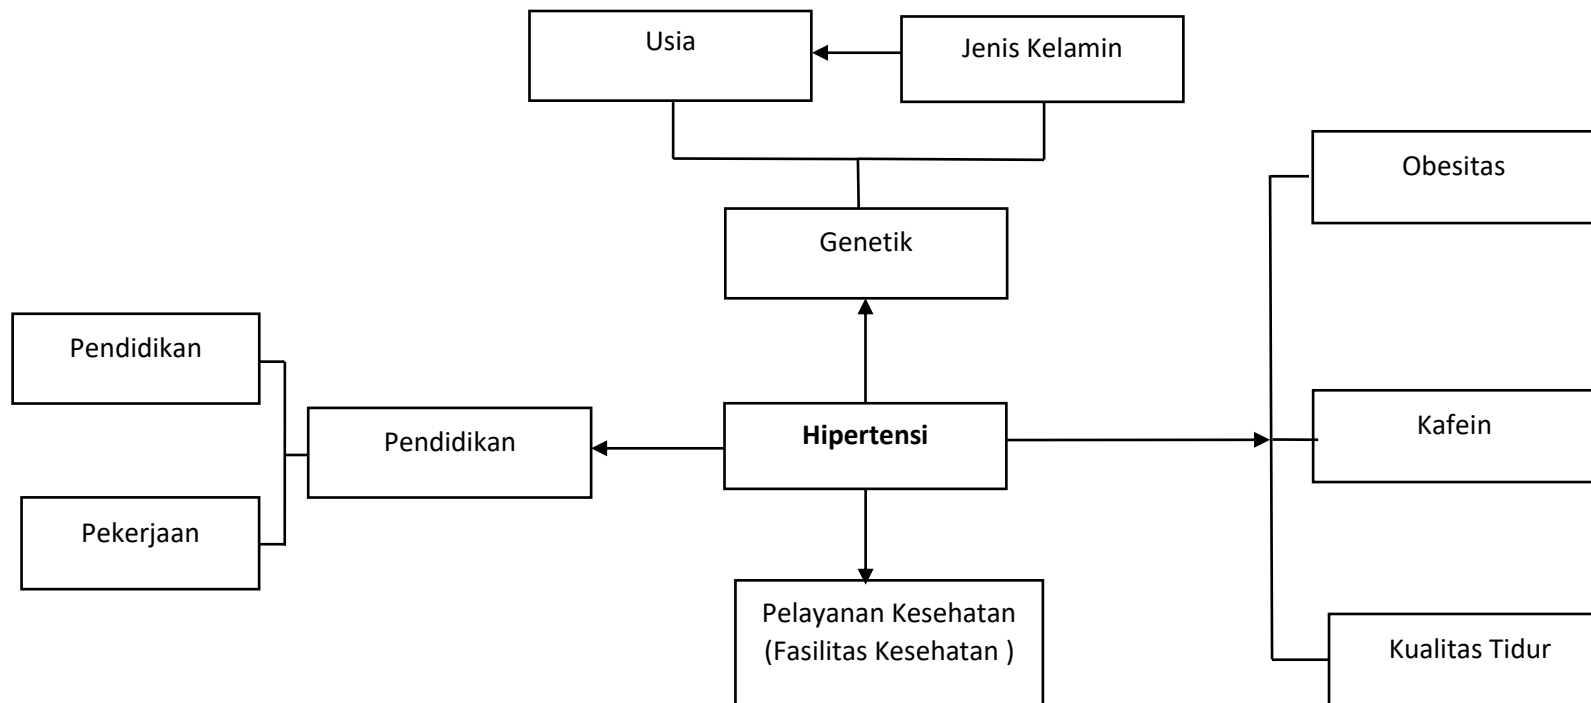 Usia
Jenis Kelamin
Obesitas
Genetik
Pendidikan
Pendidikan
Hipertensi
Kafein
Pekerjaan
Pelayanan Kesehatan
(Fasilitas Kesehatan )
Kualitas Tidur